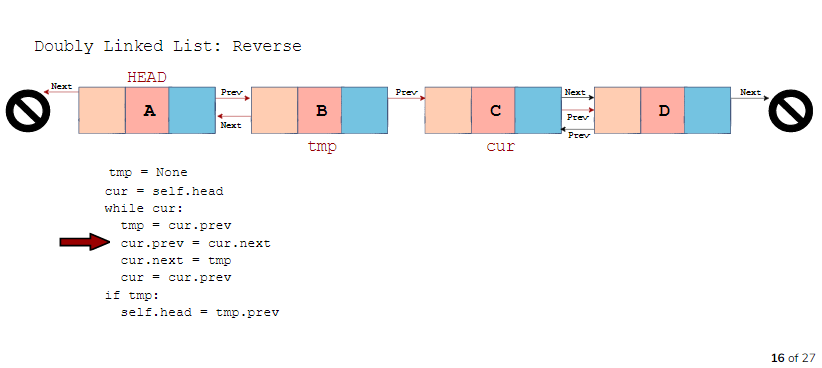 Doubly Linked List: Reverse
HEAD
Next
A
Prev
Next
B
Prev
C
Next
Prev
Prev
D
Next
tmp
cur
tmp = None
cur = self.head
while cur:
tmp = cur.prev
cur.prev = cur.next
cur.next = tmp
cur = cur.prev
if tmp:
self.head = tmp.prev
16 of 27